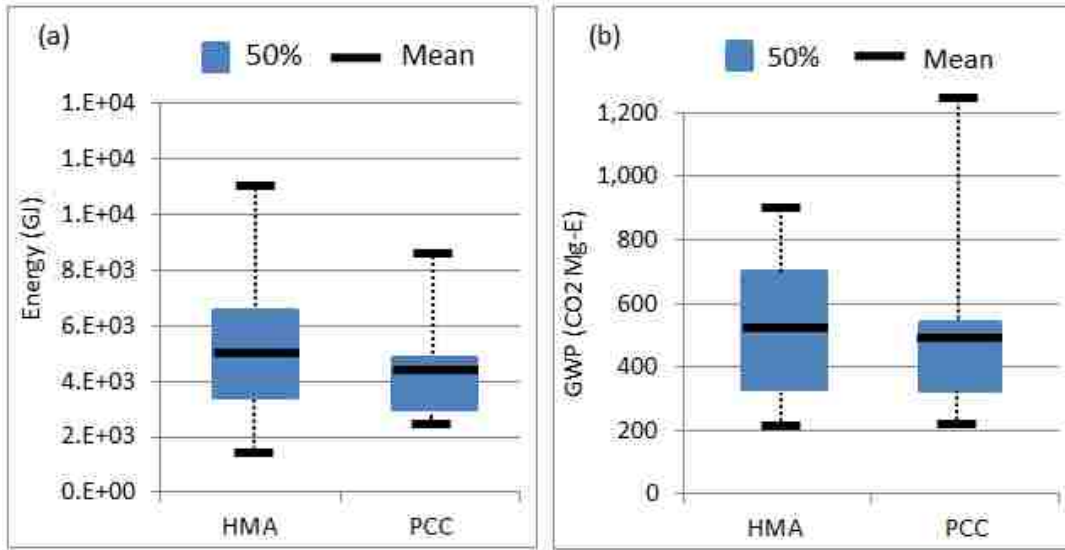 (a)
50% Mean
1.E+04
1.E+04
1.E+04
8.E+03
6.E+03
4.E+03
2.E+03
0.E+00
Energy (GJ)
HMA PCC
(b)
50% Mean
1,200
1,000
800
600
400
200
0
GWP (CO2 Mg-E)
HMA PCC